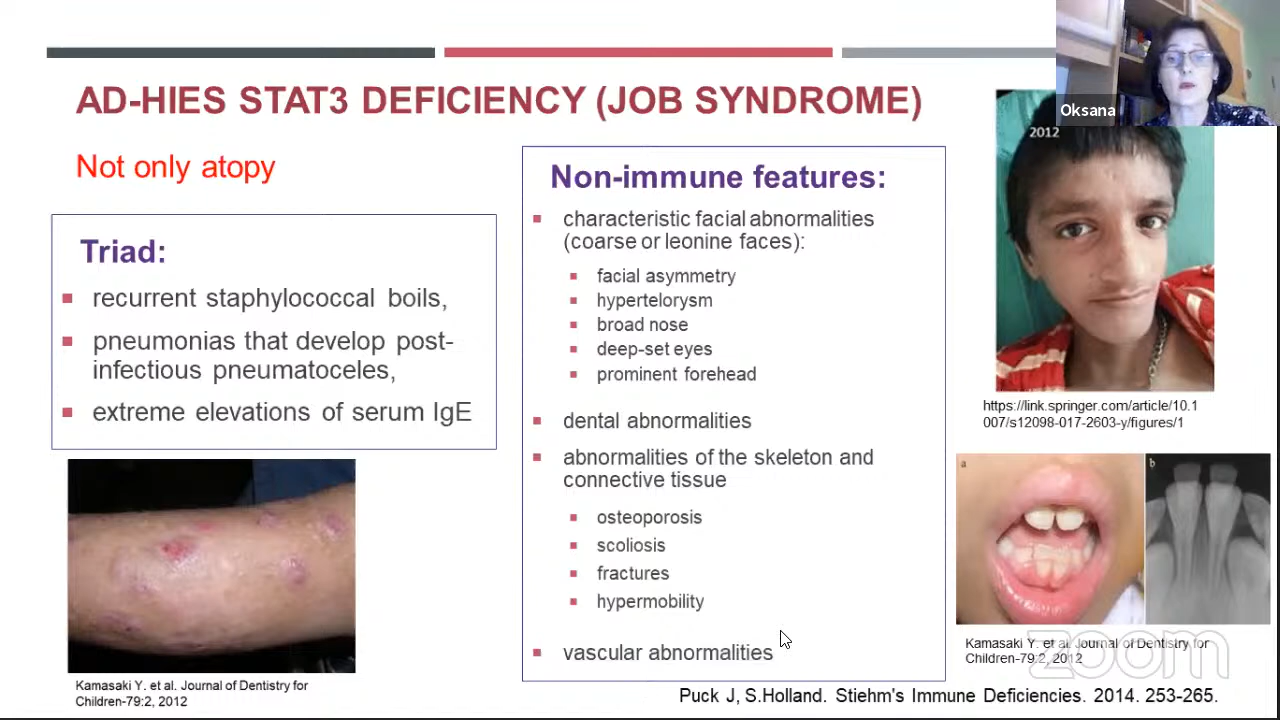 AD-HIES STAT3 DEFICIENCY (JOB SYNDROME)
Oksana
Not only atopy
Triad:
recurrent staphylococcal boils,
pneumonias that develop post-
infectious pneumatoceles,
extreme elevations of serum IgE
Kamasaki Y. et al. Journal of Dentistry for
Children-79:2, 2012
Non-immune features:
characteristic facial abnormalities
(coarse or leonine faces):
facial asymmetry
hypertelorysm
broad nose
deep-set eyes
prominent forehead
dental abnormalities
abnormalities of the skeleton and
connective tissue
osteoporosis
scoliosis
fractures
hypermobility
vascular abnormalities
2012
https://link.springer.com/article/10.1
007/s12098-017-2603-y/figures/1
a
b
Kamasaki Y. et al. Journal of Dentistry for
Children-79:2, 2012
zoom
Puck J, S.Holland. Stiehm's Immune Deficiencies. 2014. 253-265.